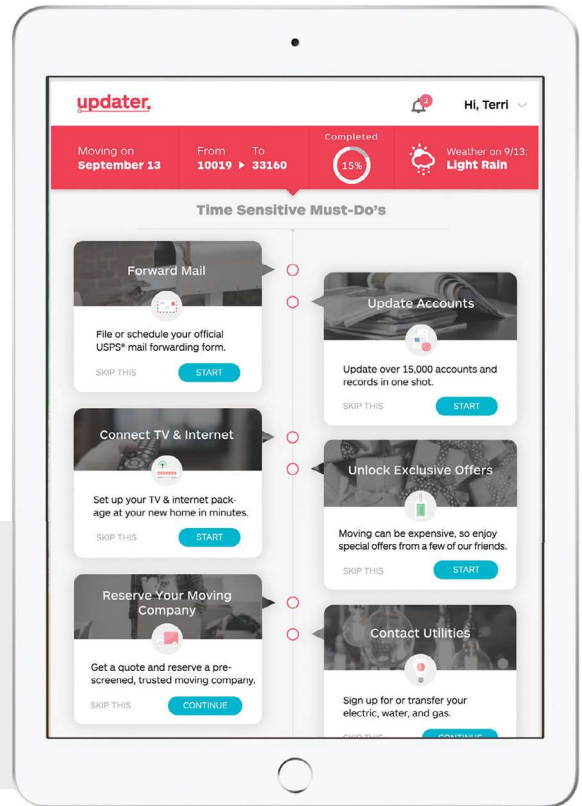 updater.
2
Hi, Terri
Moving on
September 13
From To
10019 ▸ 33160
Completed
15%
Weather on 9/13:
Light Rain
Time Sensitive Must-Do's
Forward Mail
File or schedule your official
USPS® mail forwarding form.
SKIP THIS START
Update Accounts
Update over 15,000 accounts and
records in one shot.
SKIP THIS START
Connect TV & Internet
Set up your TV & internet pack-
age at your new home in minutes.
SKIP THIS START
Unlock Exclusive Offers
Moving can be expensive, so enjoy
special offers from a few of our friends.
SKIP THIS START
Reserve Your Moving
Company
Get a quote and reserve a pre-
screened, trusted moving company.
SKIP THIS CONTINUE
Contact Utilities
Sign up for or transfer your
electric, water, and gas.
SKIP THIS CONTINUE